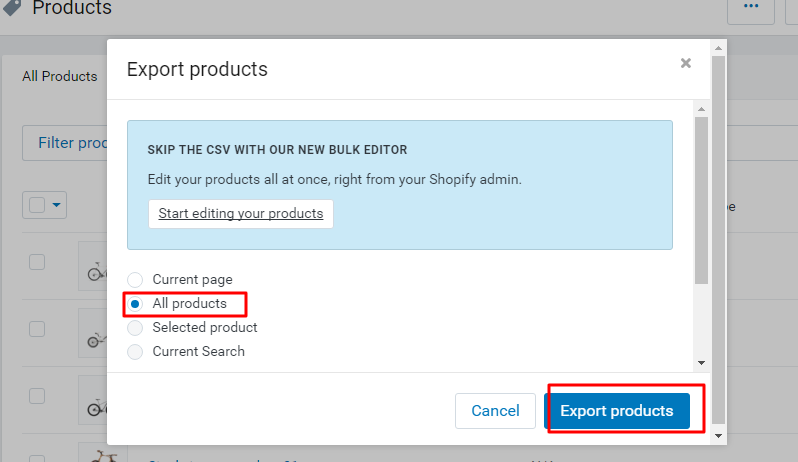 Products
...
Export products
×
All Products
SKIP THE CSV WITH OUR NEW BULK EDITOR
Filter
Edit your products all at once, right from your Shopify admin.
Start editing your products
Current page
All products
Selected product
Current Search
Cancel
Export products